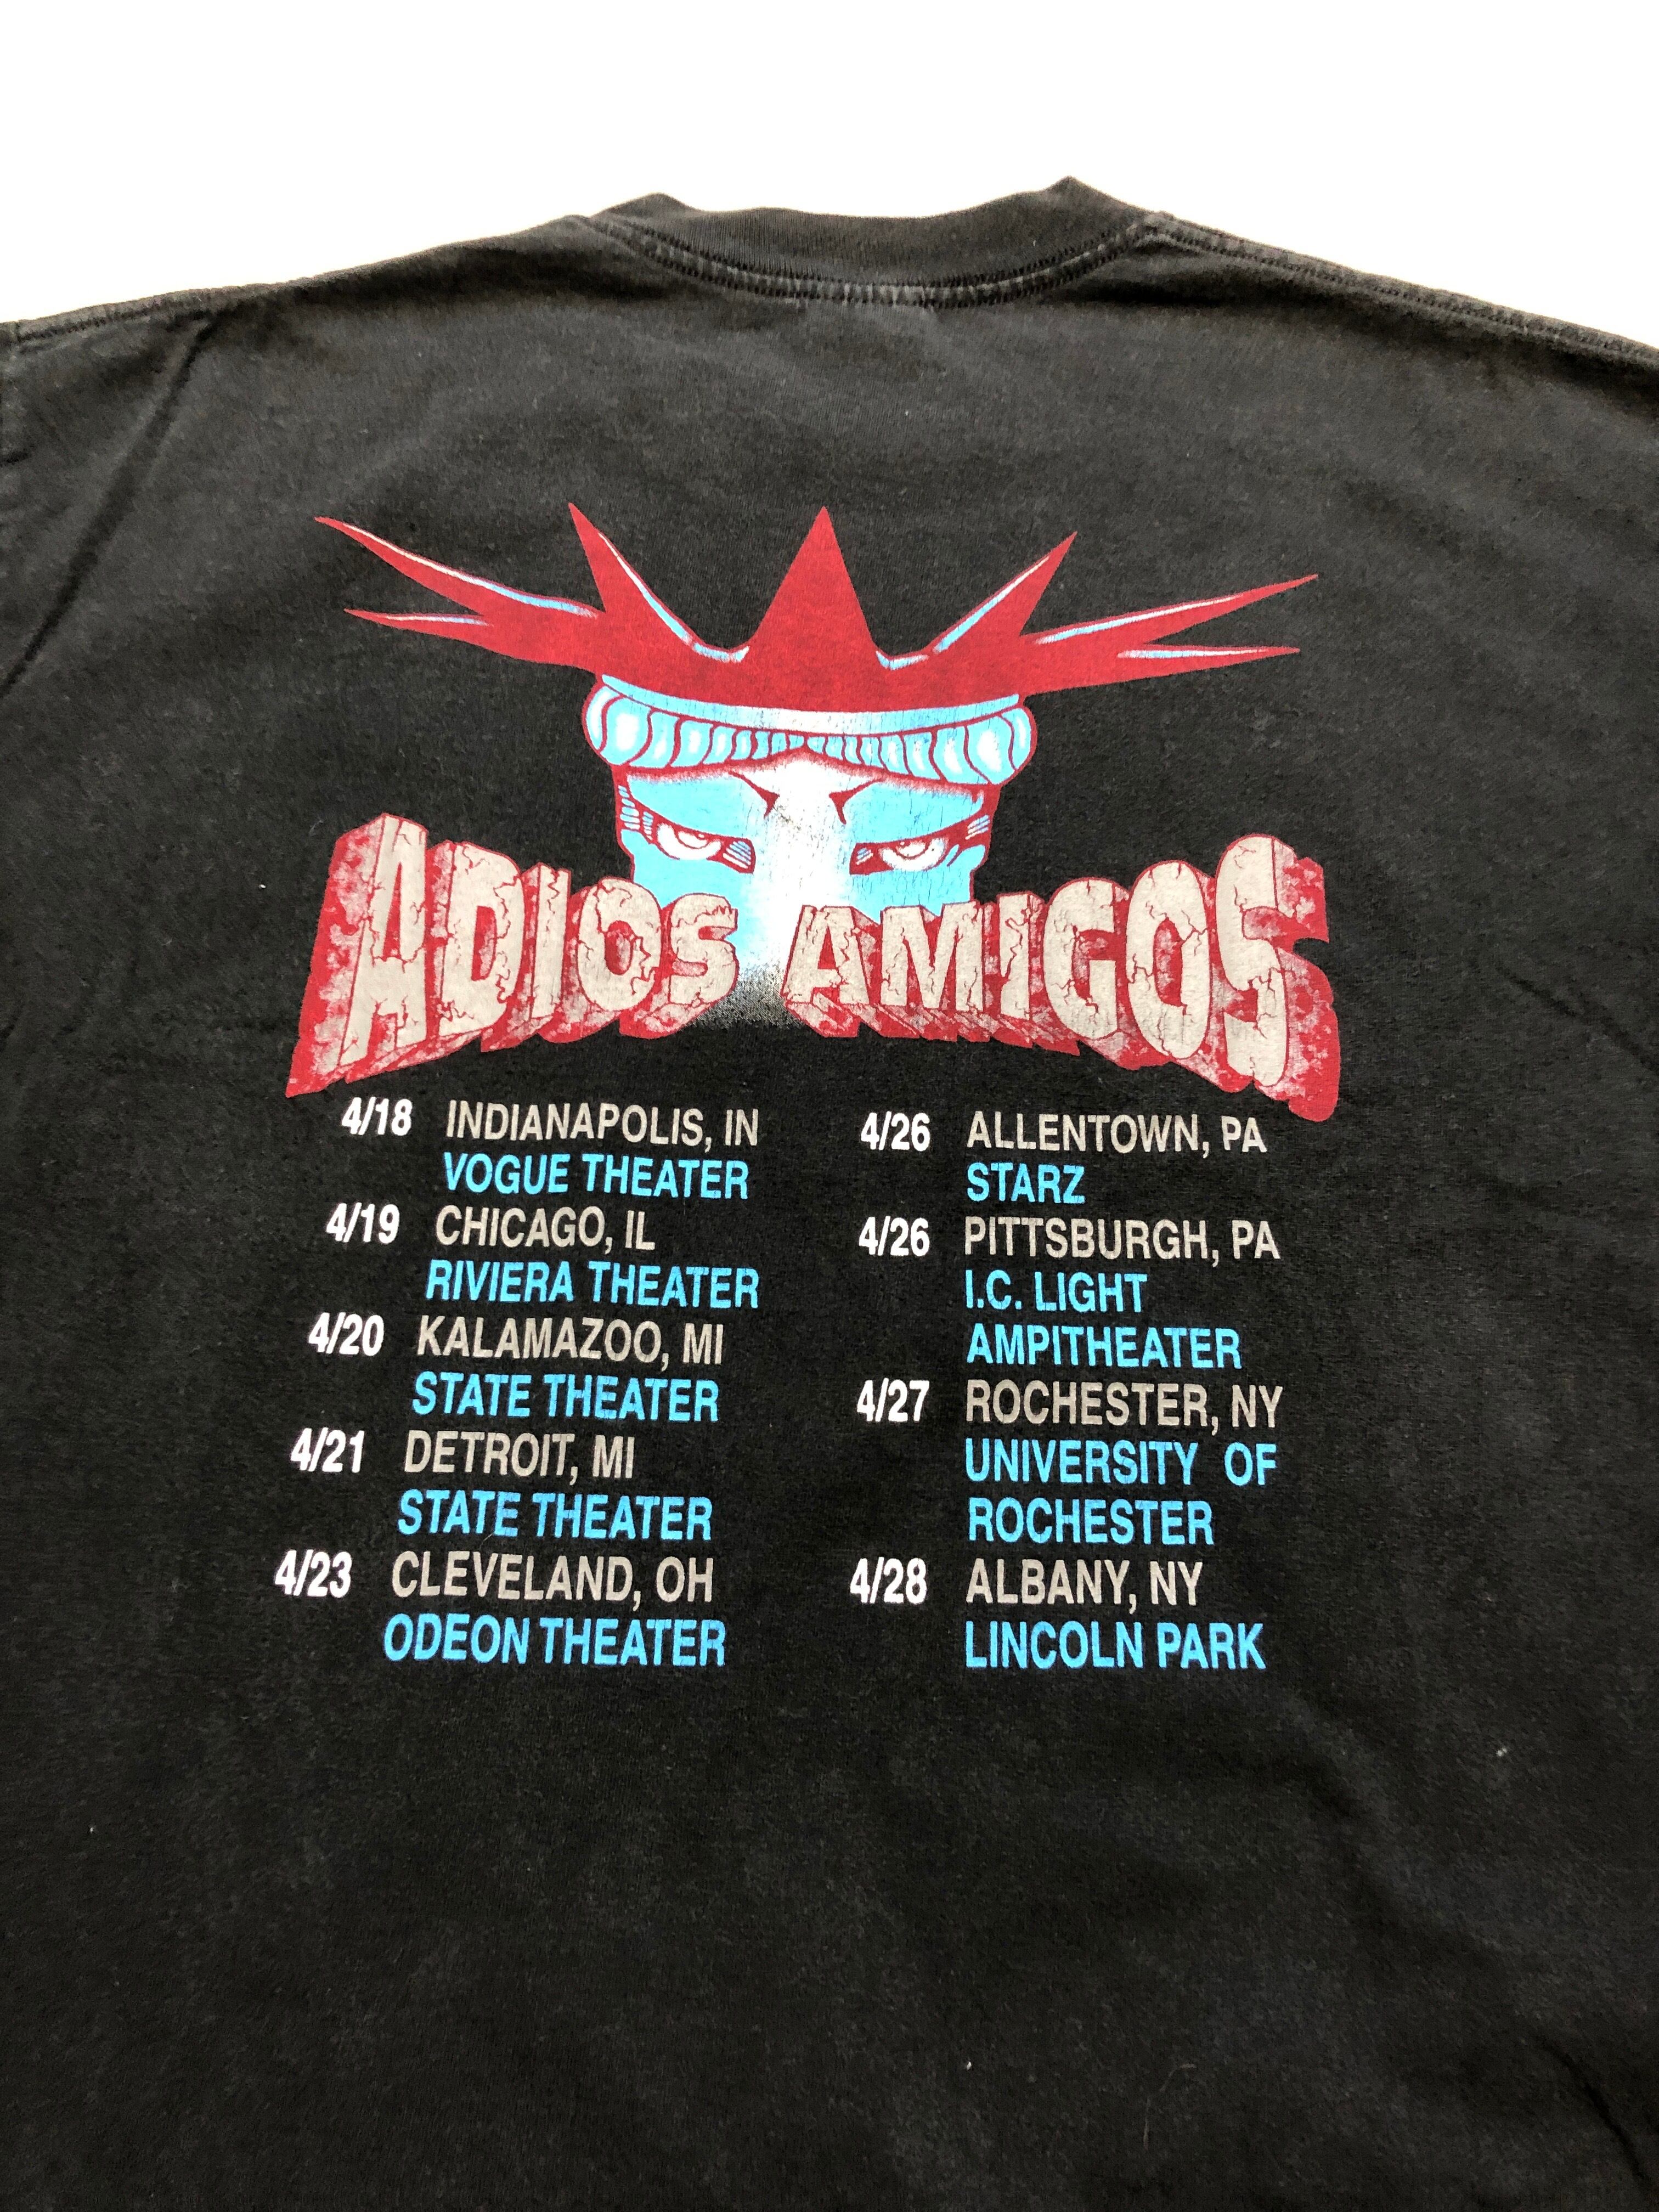 ADIOS AMIGOS
4/18 INDIANAPOLIS, IN
VOGUE THEATER
4/19 CHICAGO, IL
RIVIERA THEATER
4/20 KALAMAZOO, MI
STATE THEATER
4/21 DETROIT, MI
STATE THEATER
4/23 CLEVELAND, OH
ODEON THEATER
4/26 ALLENTOWN, PA
STARZ
4/26 PITTSBURGH, PA
I.C. LIGHT
AMPITHEATER
4/27 ROCHESTER, NY
UNIVERSITY OF
ROCHESTER
4/28 ALBANY, NY
LINCOLN PARK